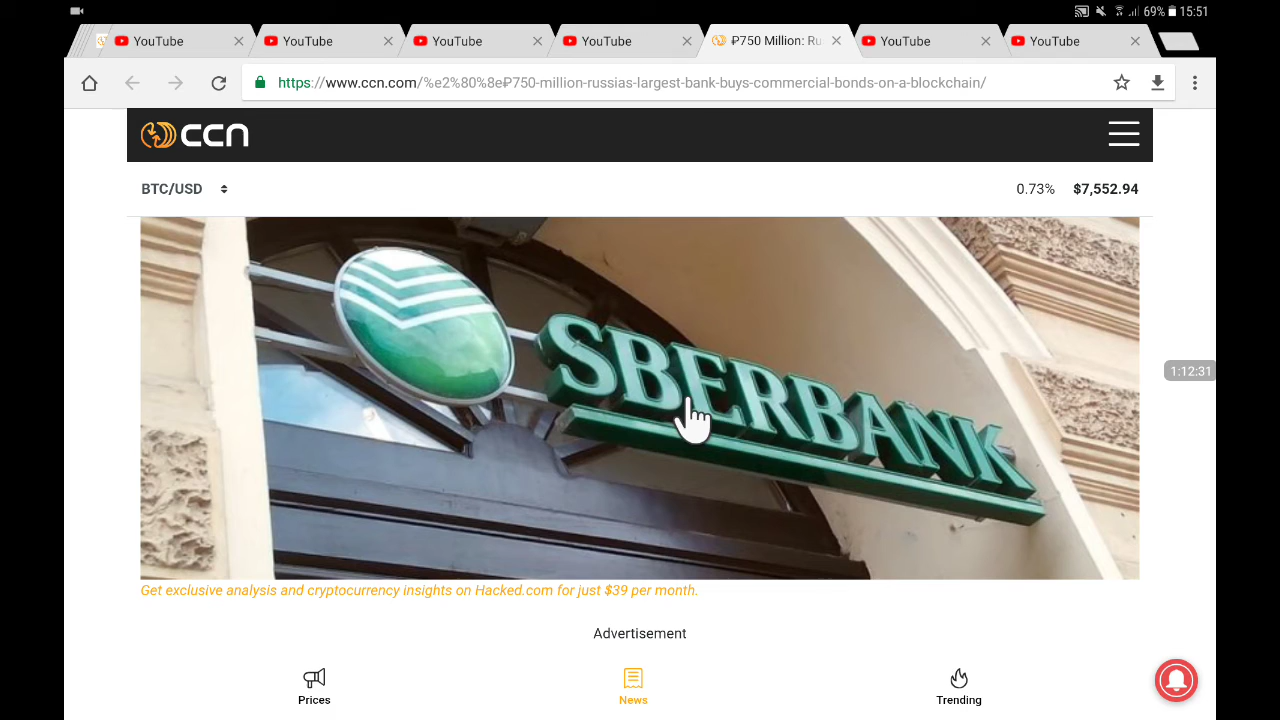 69% 15:51
YouTube YouTube YouTube YouTube ₽750 Million: Ru YouTube YouTube
https://www.ccn.com/%e2%80%8e₽750-million-russias-largest-bank-buys-commercial-bonds-on-a-blockchain/
ccn
BTC/USD 0.73% $7,552.94
SBERBANK
1:12:31
Get exclusive analysis and cryptocurrency insights on Hacked.com for just $39 per month.
Advertisement
Prices News Trending